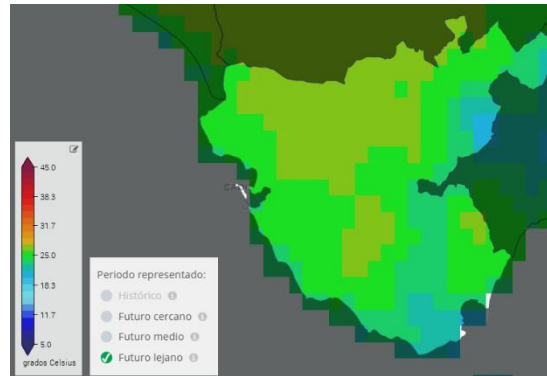 45.0
38.3
31.7
25.0
18.3
11.7
5.0
grados Celsius
Periodo representado:
Histórico
Futuro cercano
Futuro medio
Futuro lejano